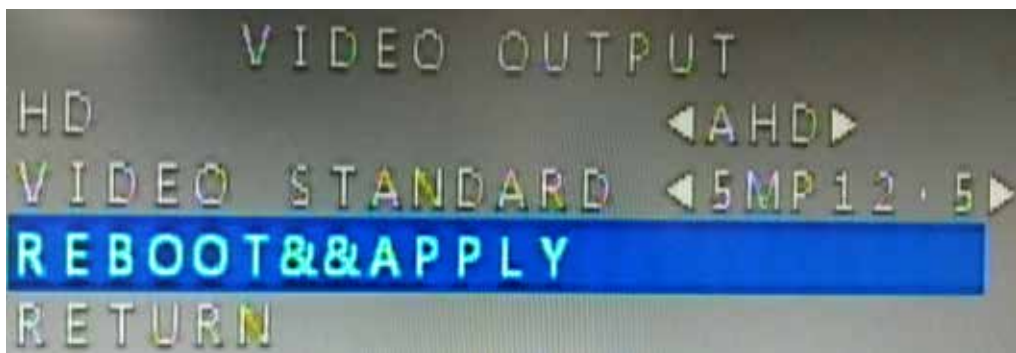 VIDEO OUTPUT
HD ◀AHD▶
VIDEO STANDARD ◀5MP12.5▶
REBOOT&&APPLY
RETURN